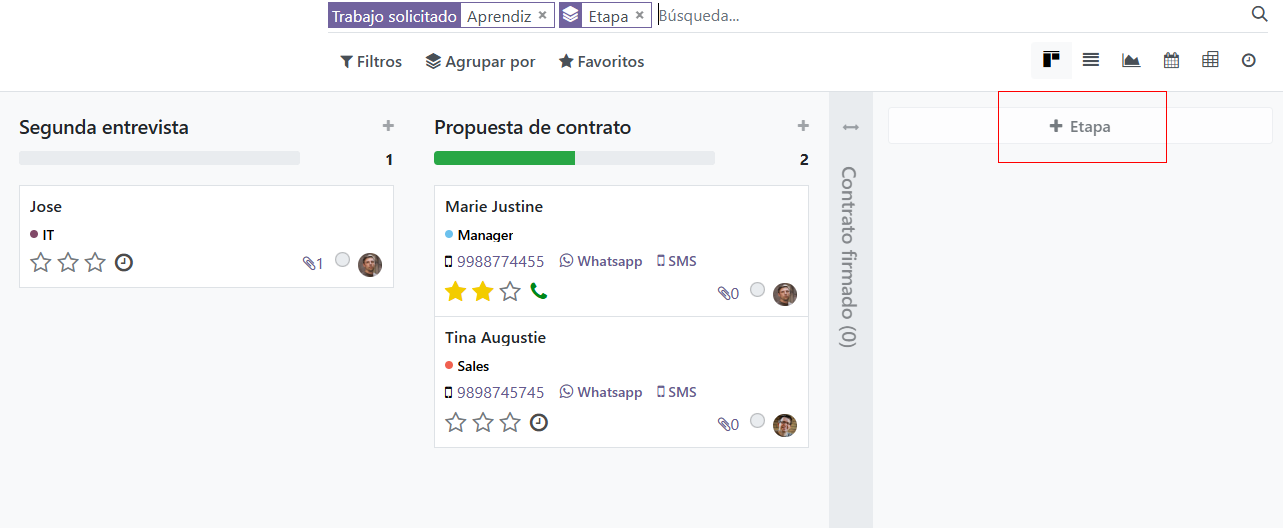 Trabajo solicitado Aprendiz × Etapa × Búsqueda...
Filtros Agrupar por Favoritos
Segunda entrevista +
1
Jose
IT
1
Propuesta de contrato +
2
Marie Justine
Manager
9988774455 Whatsapp SMS
0
Tina Augustie
Sales
9898745745 Whatsapp SMS
0
Contrato firmado (0)
+ Etapa